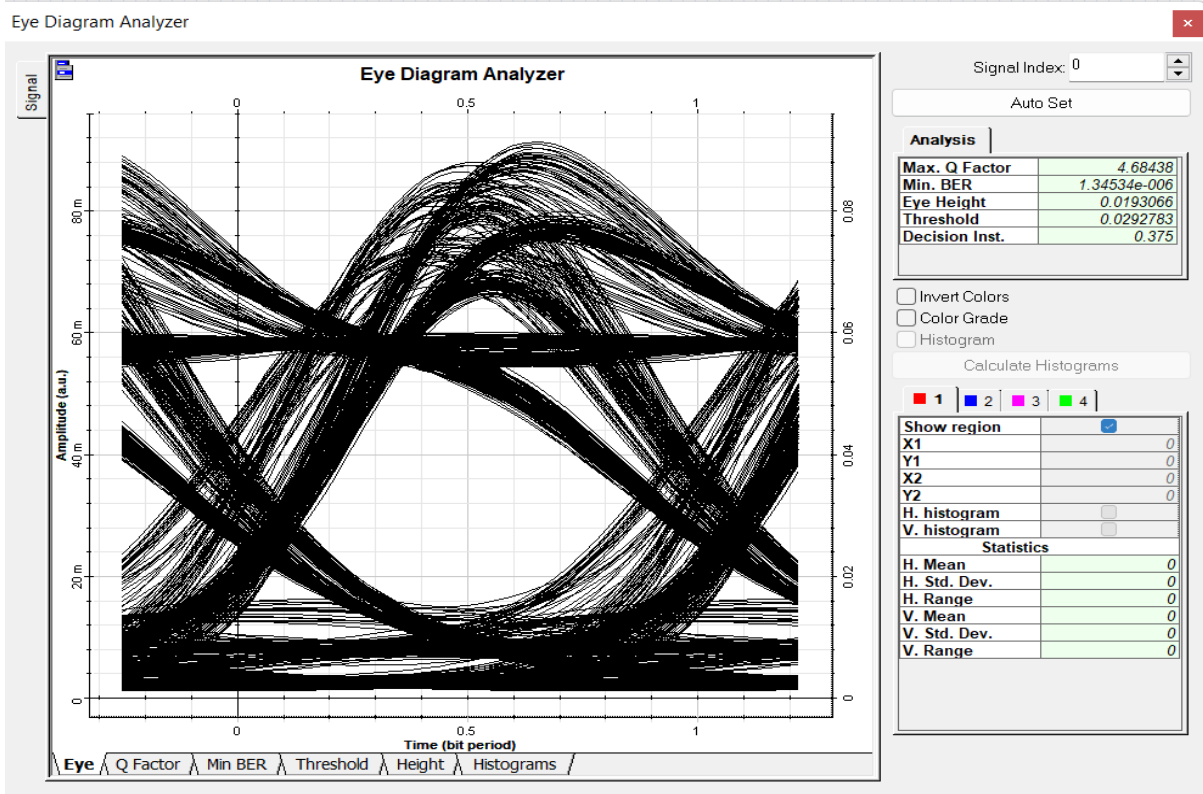 Eye Diagram Analyzer
Signal
Eye Diagram Analyzer
0 0.5 1
80 m
60 m
40 m
20 m
0 m
Amplitude (a.u.)
0.08
0.06
0.04
0.02
0
0 0.5 1
Time (bit period)
Eye Q Factor Min BER Threshold Height Histograms
Signal Index: 0
Auto Set
Analysis
Max. Q Factor 4.68438
Min. BER 1.34534e-006
Eye Height 0.0193066
Threshold 0.0292783
Decision Inst. 0.375
Invert Colors
Color Grade
Histogram
Calculate Histograms
1 2 3 4
Show region
X1 0
Y1 0
X2 0
Y2 0
H. histogram
V. histogram
Statistics
H. Mean 0
H. Std. Dev. 0
H. Range 0
V. Mean 0
V. Std. Dev. 0
V. Range 0